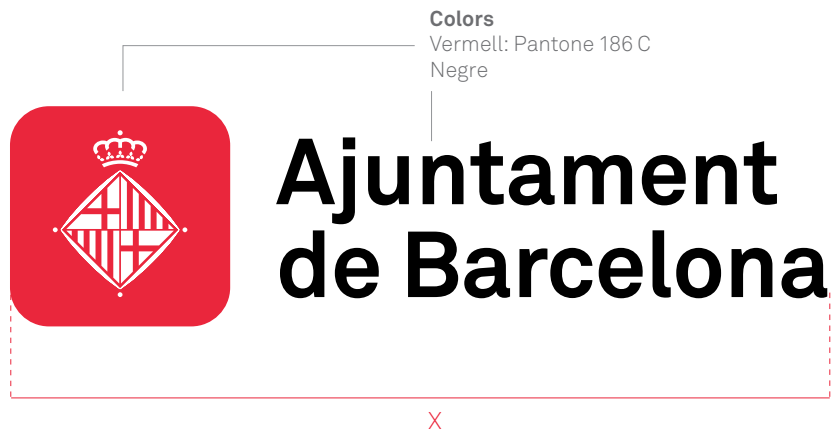 Colors
Vermell: Pantone 186 C
Negre
Ajuntament
de Barcelona
X